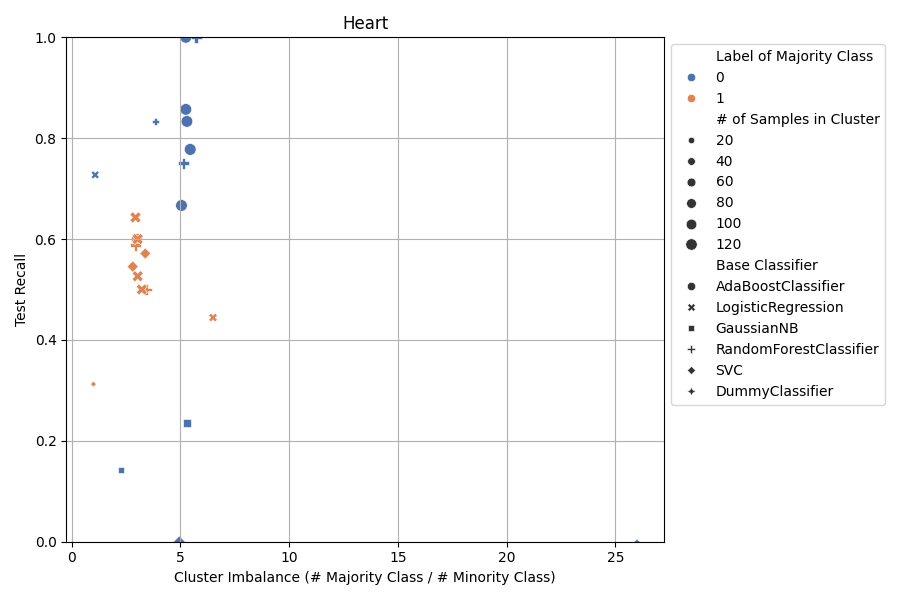 Heart
1.0
0.8
0.6
0.4
0.2
0.0
Test Recall
0 5 10 15 20 25
Cluster Imbalance (# Majority Class / # Minority Class)
Label of Majority Class
0
1
# of Samples in Cluster
20
40
60
80
100
120
Base Classifier
AdaBoostClassifier
LogisticRegression
GaussianNB
RandomForestClassifier
SVC
DummyClassifier